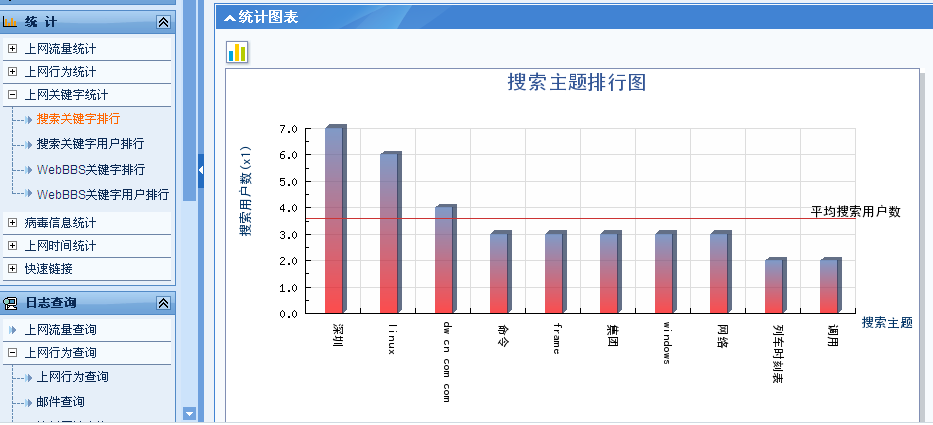 统 计
上网流量统计
上网行为统计
上网关键字统计
搜索关键字排行
搜索关键字用户排行
WebBBS关键字排行
WebBBS关键字用户排行
病毒信息统计
上网时间统计
快速链接
日志查询
上网流量查询
上网行为查询
上网行为查询
邮件查询
统计图表
搜索主题排行图
搜索用户数(x1)
7.0
6.0
5.0
4.0
3.0
2.0
1.0
0.0
平均搜索用户数
深圳
linux
dw cn com com
命令
frame
集团
windows
网络
列车时刻表
调用
搜索主题